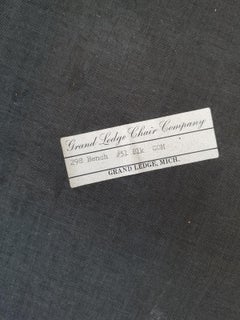 Grand Ledge Chair Company
298 Bench #51 Blk COM
GRAND LEDGE, MICH.